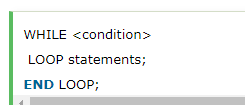 WHILE <condition>
LOOP statements;
END LOOP;